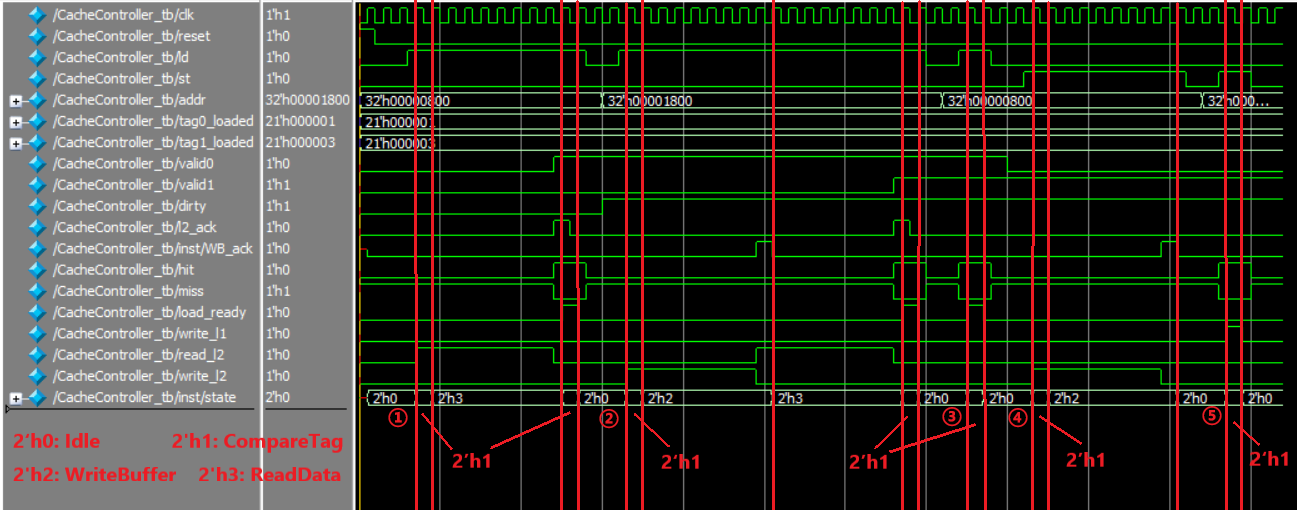 /CacheController_tb/clk 1'h1
/CacheController_tb/reset 1'h0
/CacheController_tb/ld 1'h0
/CacheController_tb/st 1'h0
/CacheController_tb/addr 32'h00001800 32'h00000800 32'h00001800 32'h00000800 32'h000...
/CacheController_tb/tag0_loaded 21'h000001 21'h000001
/CacheController_tb/tag1_loaded 21'h000003 21'h000003
/CacheController_tb/valid0 1'h0
/CacheController_tb/valid1 1'h1
/CacheController_tb/dirty 1'h1
/CacheController_tb/l2_ack 1'h0
/CacheController_tb/inst/WB_ack 1'h0
/CacheController_tb/hit 1'h0
/CacheController_tb/miss 1'h1
/CacheController_tb/load_ready 1'h0
/CacheController_tb/write_l1 1'h0
/CacheController_tb/read_l2 1'h0
/CacheController_tb/write_l2 1'h0
/CacheController_tb/inst/state 2'h0 2'h0 2'h3 2'h0 2'h2 2'h3 2'h0 2'h0 2'h2 2'h0 2'h0
① ② ③ ④ ⑤
2'h0: Idle 2'h1: CompareTag
2'h1 2'h1 2'h1 2'h1 2'h1
2'h2: WriteBuffer 2'h3: ReadData